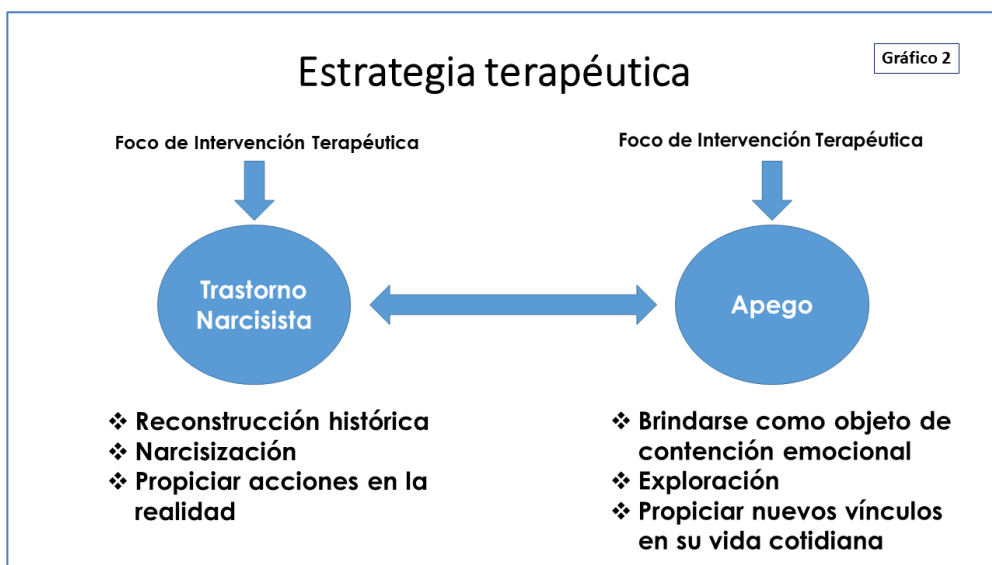 Estrategia terapéutica
Gráfico 2
Foco de Intervención Terapéutica
Foco de Intervención Terapéutica
Trastorno
Narcisista
Apego
❖ Reconstrucción histórica
❖ Narcisización
❖ Propiciar acciones en la
realidad
❖ Brindarse como objeto de
contención emocional
❖ Exploración
❖ Propiciar nuevos vínculos
en su vida cotidiana